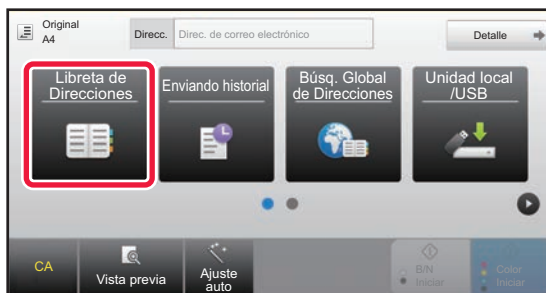 Original
A4
Direcc.
Direc. de correo electrónico
Detalle
Libreta de
Direcciones
Enviando historial
Búsq. Global
de Direcciones
Unidad local
/USB
CA
Vista previa
Ajuste
auto
B/N
Iniciar
Color
Iniciar